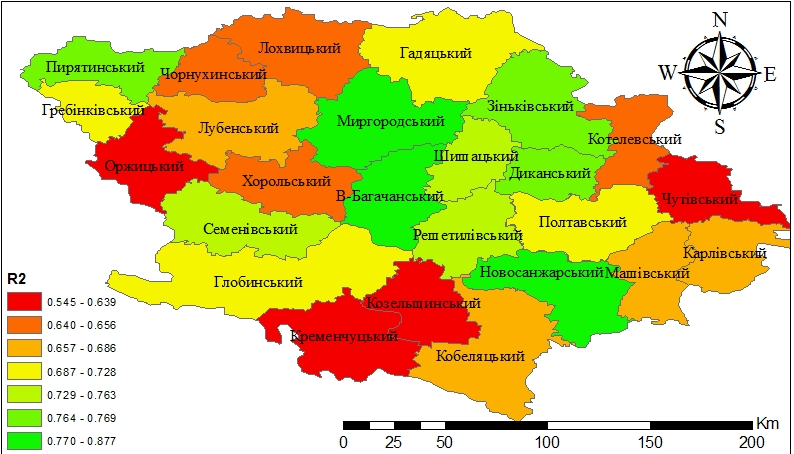 N
W
E
S
Лохвицький
Гадяцький
Пирятинський
Чорнухинський
Гребінківський
Зіньківський
Миргородський
Лубенський
Котелевський
Шишацький
Оржицький
Диканський
Хорольський
В-Багачанський
Чутівський
Полтавський
Семенівський
Решетилівський
Карлівський
Новосанжарський
Машівський
Глобинський
Козельщинський
Кременчуцький
Кобеляцький
R2
0.545 - 0.639
0.640 - 0.656
0.657 - 0.686
0.687 - 0.728
0.729 - 0.763
0.764 - 0.769
0.770 - 0.877
Km
0 25 50 100 150 200